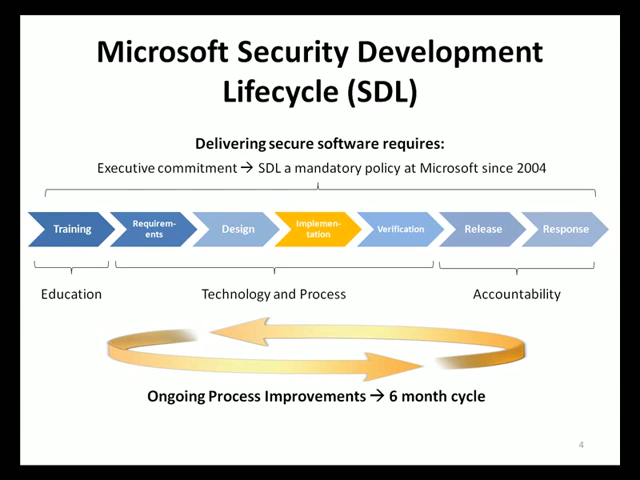 Microsoft Security Development
Lifecycle (SDL)
Delivering secure software requires:
Executive commitment → SDL a mandatory policy at Microsoft since 2004
Training
Requirem-
ents
Design
Implemen-
tation
Verification
Release
Response
Education
Technology and Process
Accountability
Ongoing Process Improvements → 6 month cycle
4